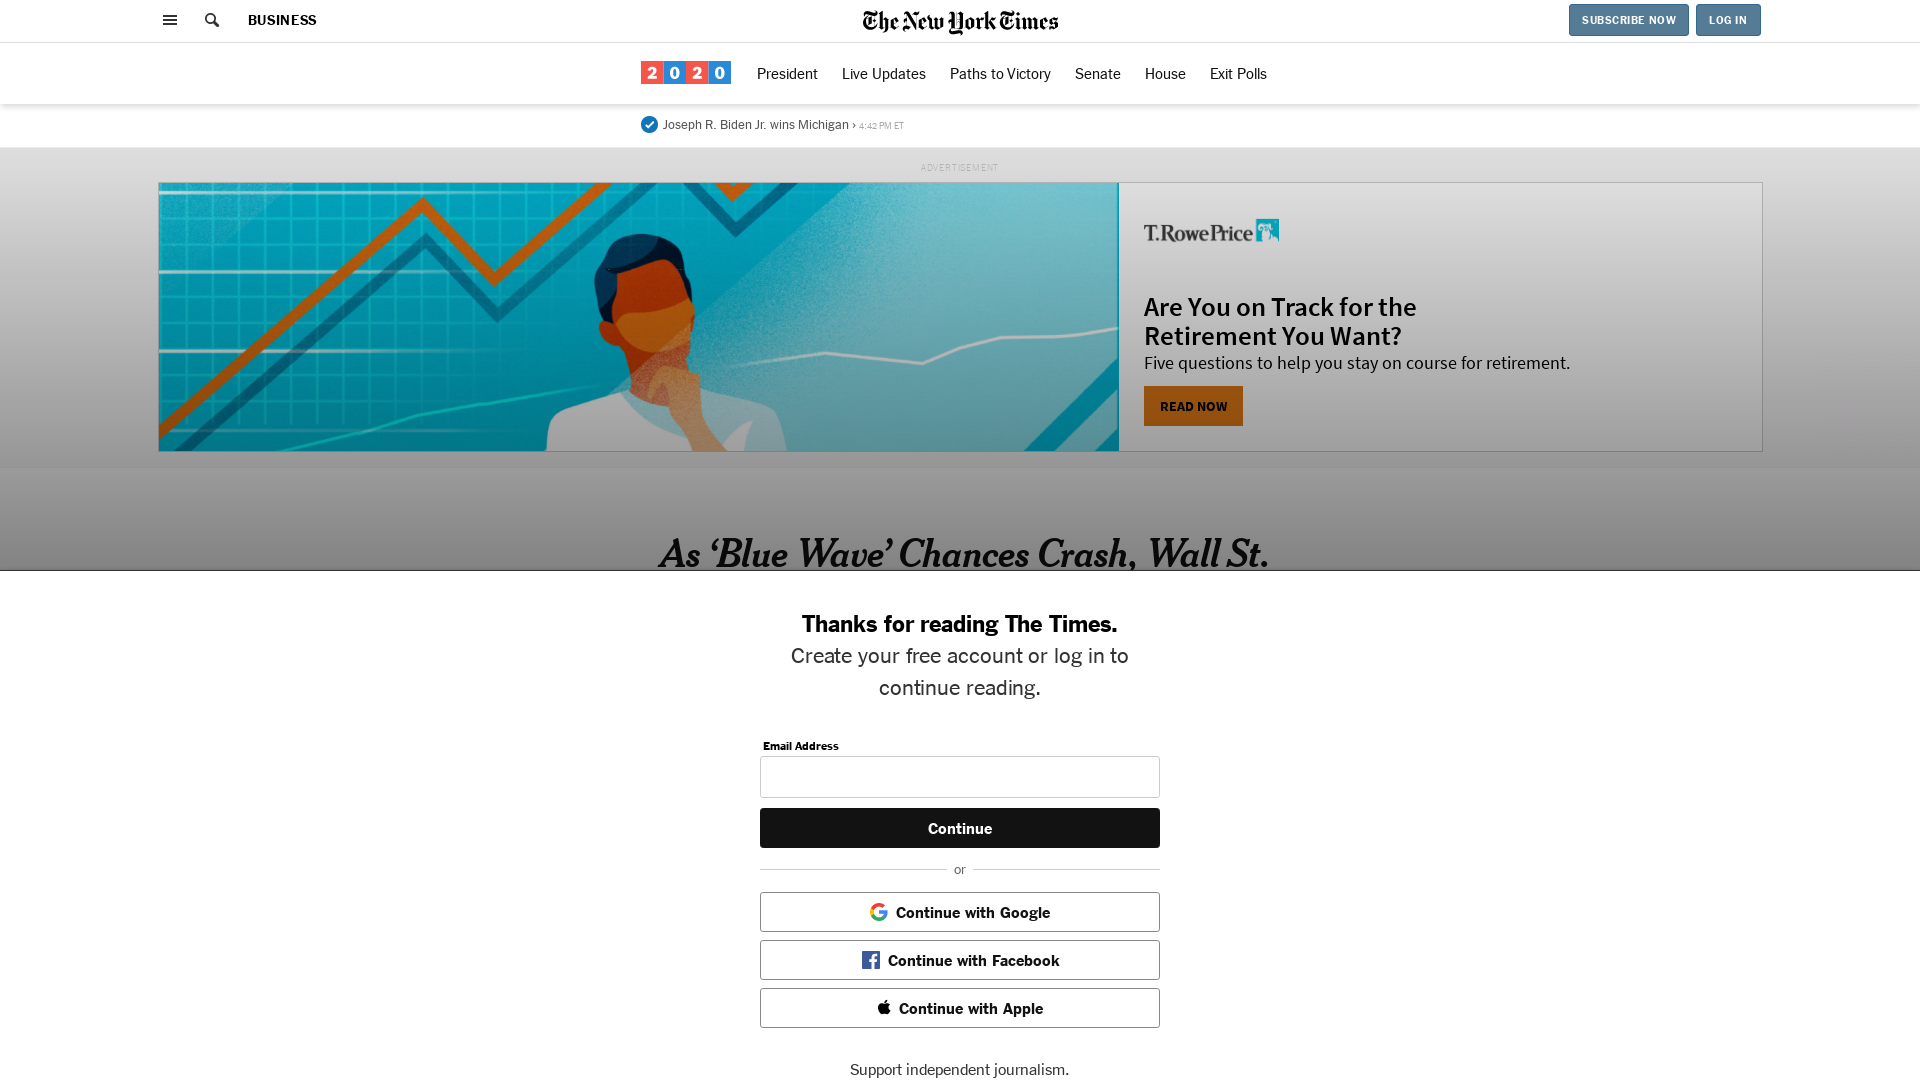 BUSINESS
The New York Times
SUBSCRIBE NOW
LOG IN
2020
President
Live Updates
Paths to Victory
Senate
House
Exit Polls
Joseph R. Biden Jr. wins Michigan › 4:42 PM ET
ADVERTISEMENT
T.RowePrice
Are You on Track for the
Retirement You Want?
Five questions to help you stay on course for retirement.
READ NOW
As ‘Blue Wave’ Chances Crash, Wall St.
Thanks for reading The Times.
Create your free account or log in to
continue reading.
Email Address
Continue
or
Continue with Google
Continue with Facebook
Continue with Apple
Support independent journalism.